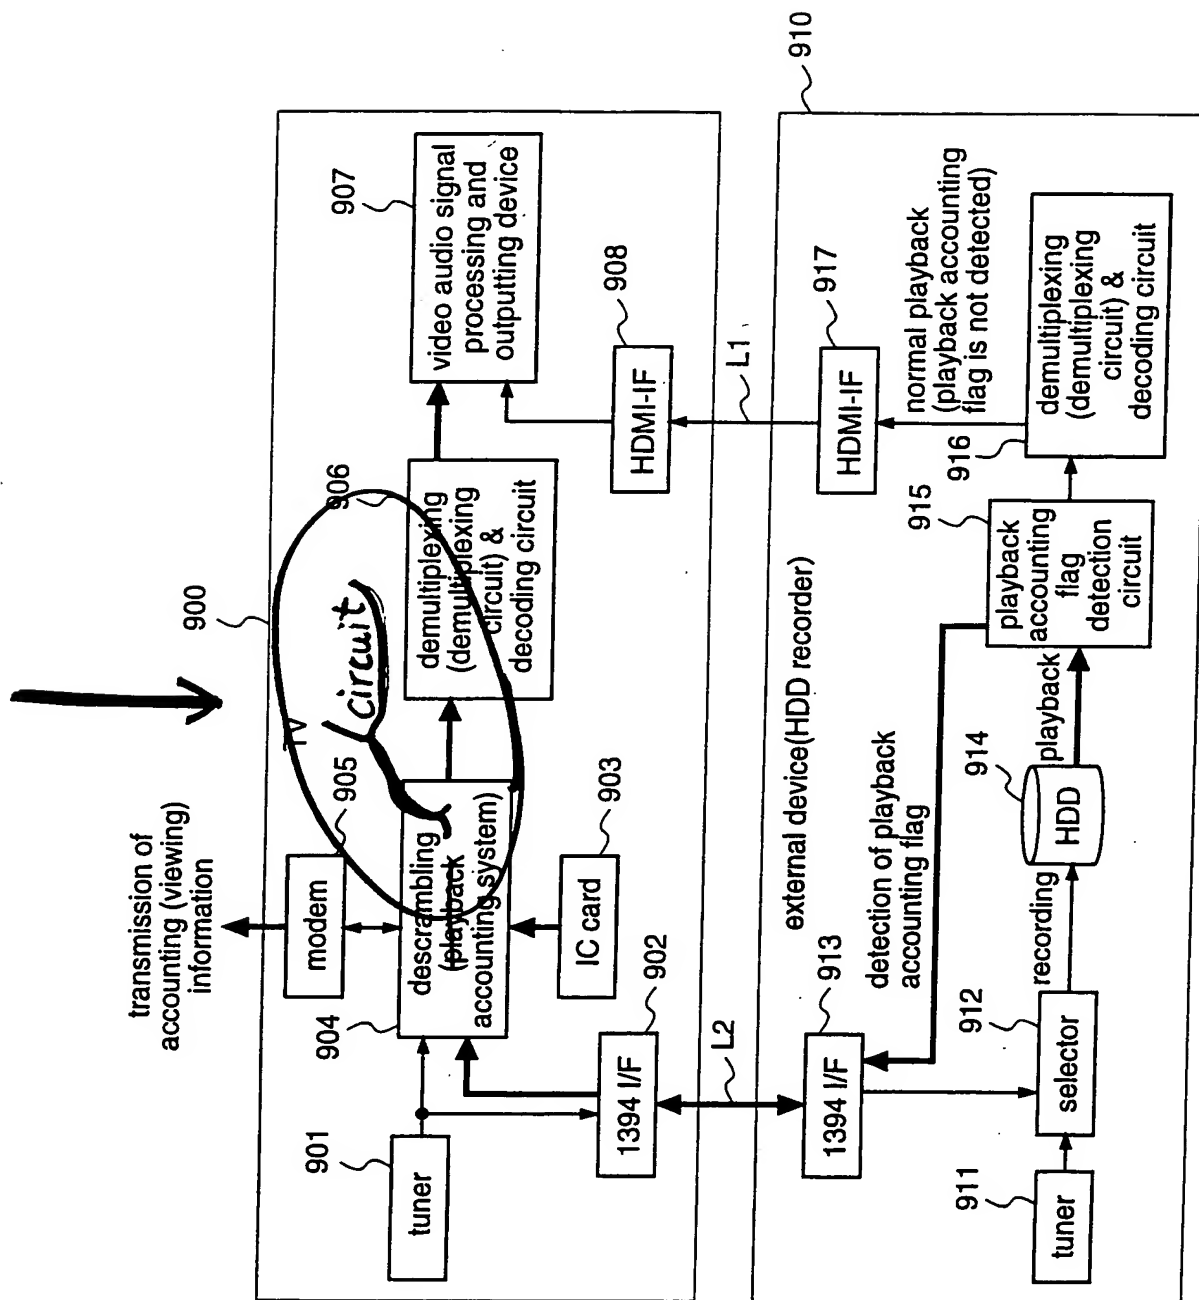 900
TV
circuit
transmission of
accounting (viewing)
information
905
modem
904
descrambling
(playback
accounting system)
903
IC card
901
tuner
902
1394 I/F
906
demultiplexing
(demultiplexing
circuit) &
decoding circuit
907
video audio signal
processing and
outputting device
908
HDMI-IF
L1
L2
910
external device(HDD recorder)
911
tuner
912
selector
913
1394 I/F
recording
914
HDD
playback
detection of playback
accounting flag
915
playback
accounting
flag
detection
circuit
916
demultiplexing
(demultiplexing
circuit) &
decoding circuit
normal playback
(playback accounting
flag is not detected)
917
HDMI-IF